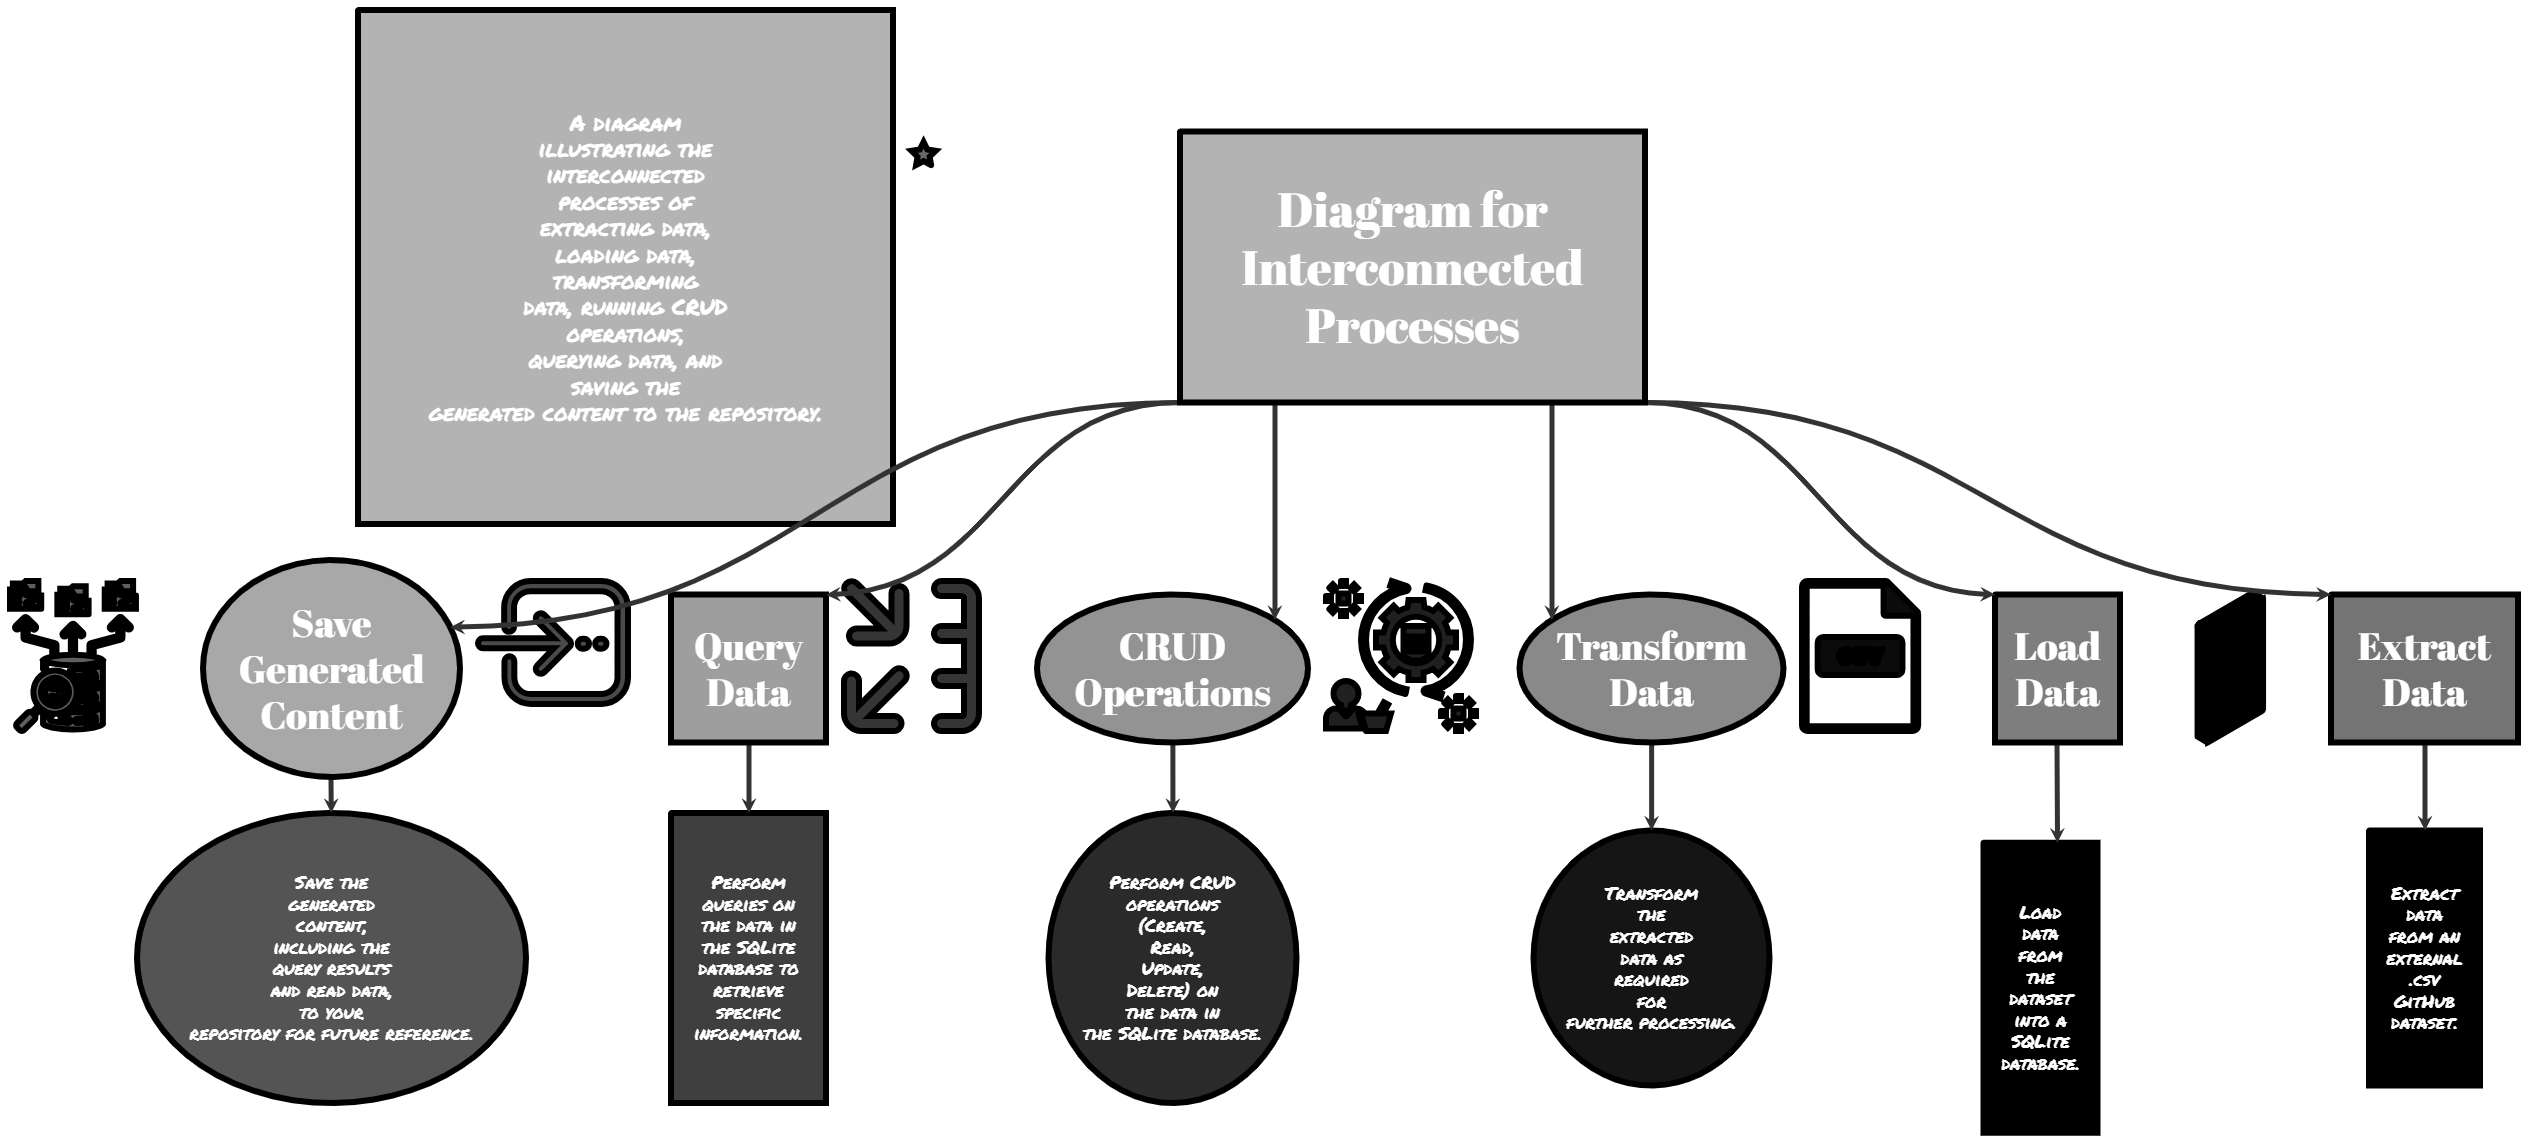 A diagram
illustrating the
interconnected
processes of
extracting data,
loading data,
transforming
data, running CRUD
operations,
querying data, and
saving the
generated content to the repository.
Diagram for
Interconnected
Processes
Save
Generated
Content
Query
Data
CRUD
Operations
Transform
Data
CSV
Load
Data
Extract
Data
Save the
generated
content,
including the
query results
and read data,
to your
repository for future reference.
Perform
queries on
the data in
the SQLite
database to
retrieve
specific
information.
Perform CRUD
operations
(Create,
Read,
Update,
Delete) on
the data in
the SQLite database.
Transform
the
extracted
data as
required
for
further processing.
Load
data
from
the
dataset
into a
SQLite
database.
Extract
data
from an
external
.csv
GitHub
dataset.